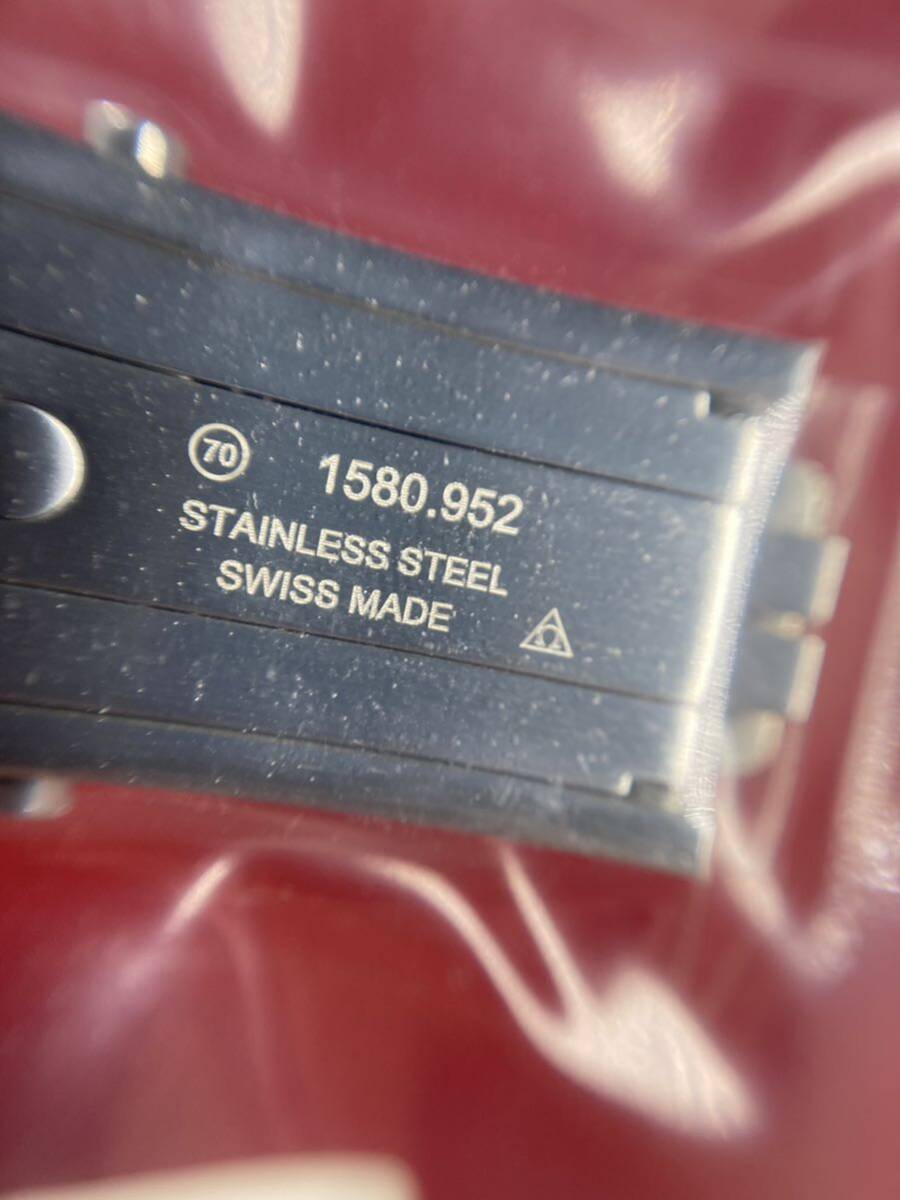 70 1580.952
STAINLESS STEEL
SWISS MADE
Ω